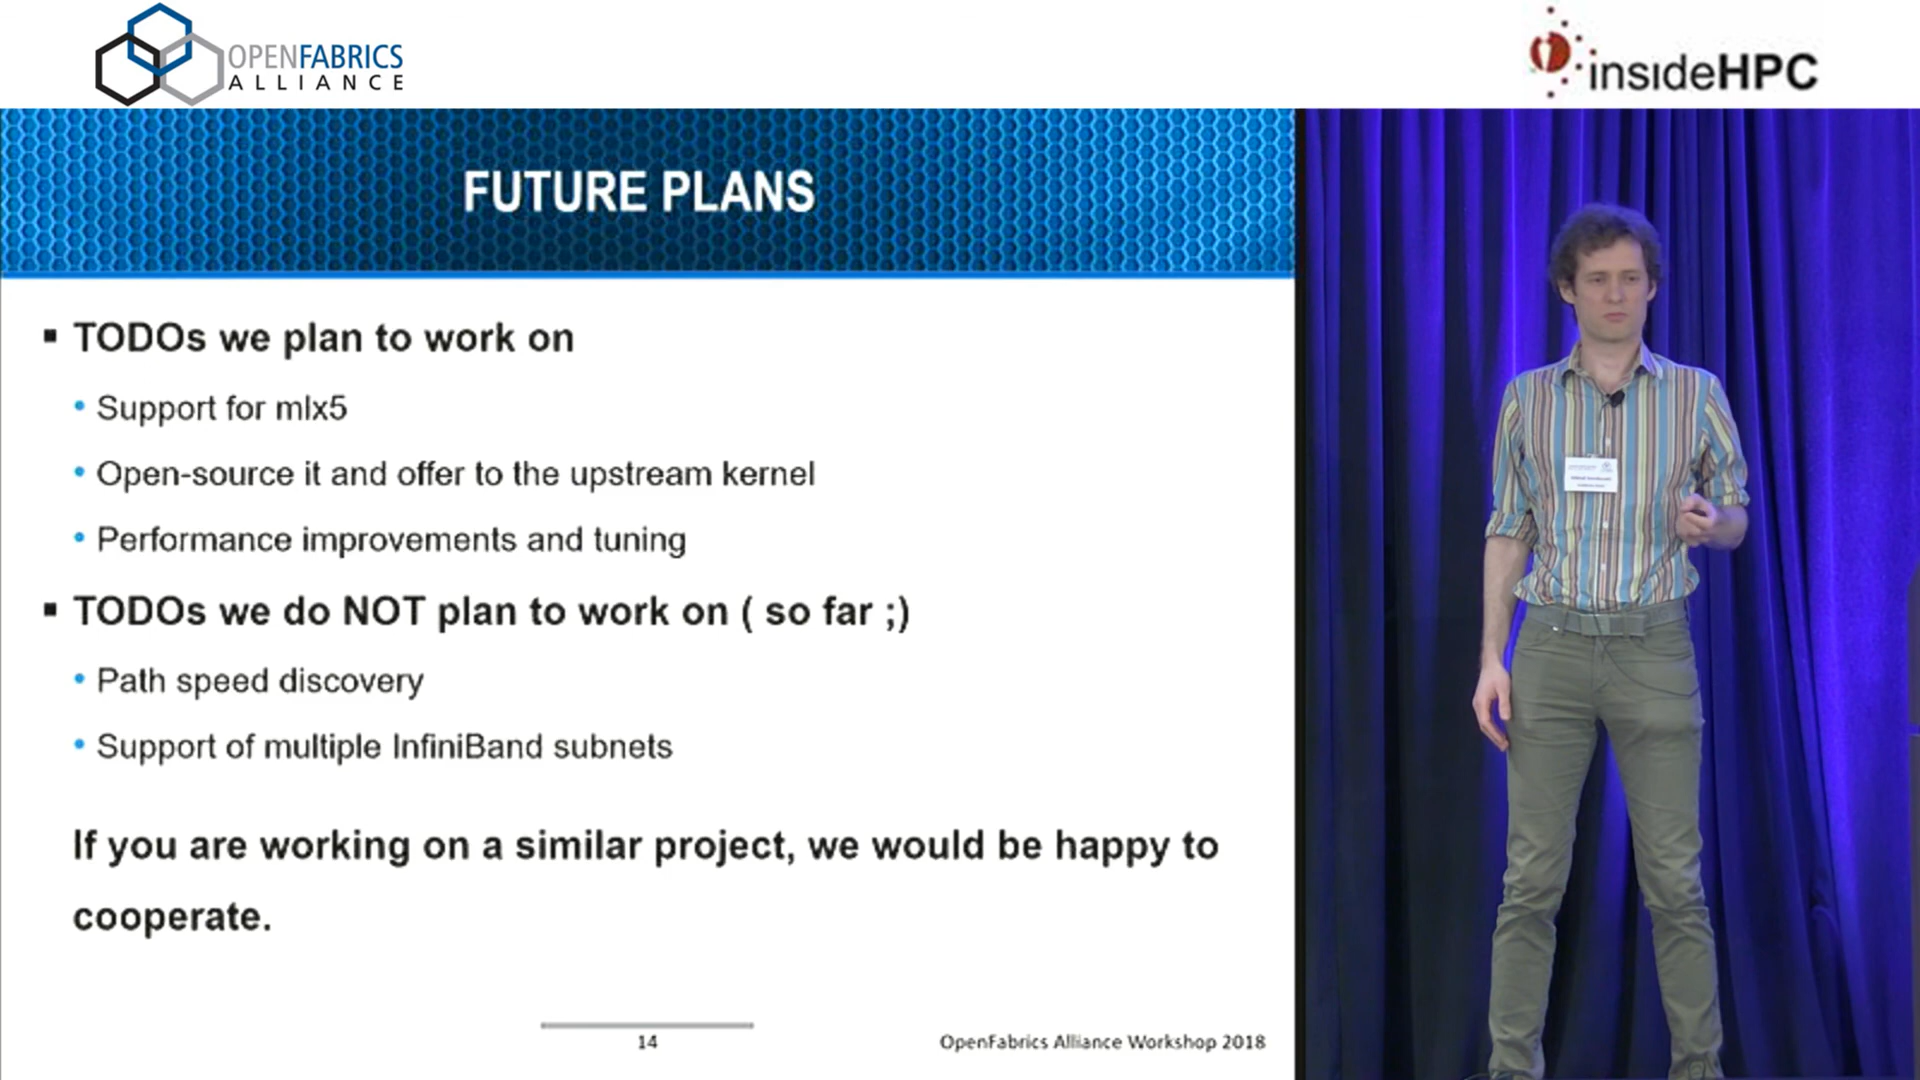 OPENFABRICS
ALLIANCE
insideHPC
FUTURE PLANS
▪ TODOs we plan to work on
• Support for mlx5
• Open-source it and offer to the upstream kernel
• Performance improvements and tuning
▪ TODOs we do NOT plan to work on ( so far ;)
• Path speed discovery
• Support of multiple InfiniBand subnets
If you are working on a similar project, we would be happy to
cooperate.
14
OpenFabrics Alliance Workshop 2018